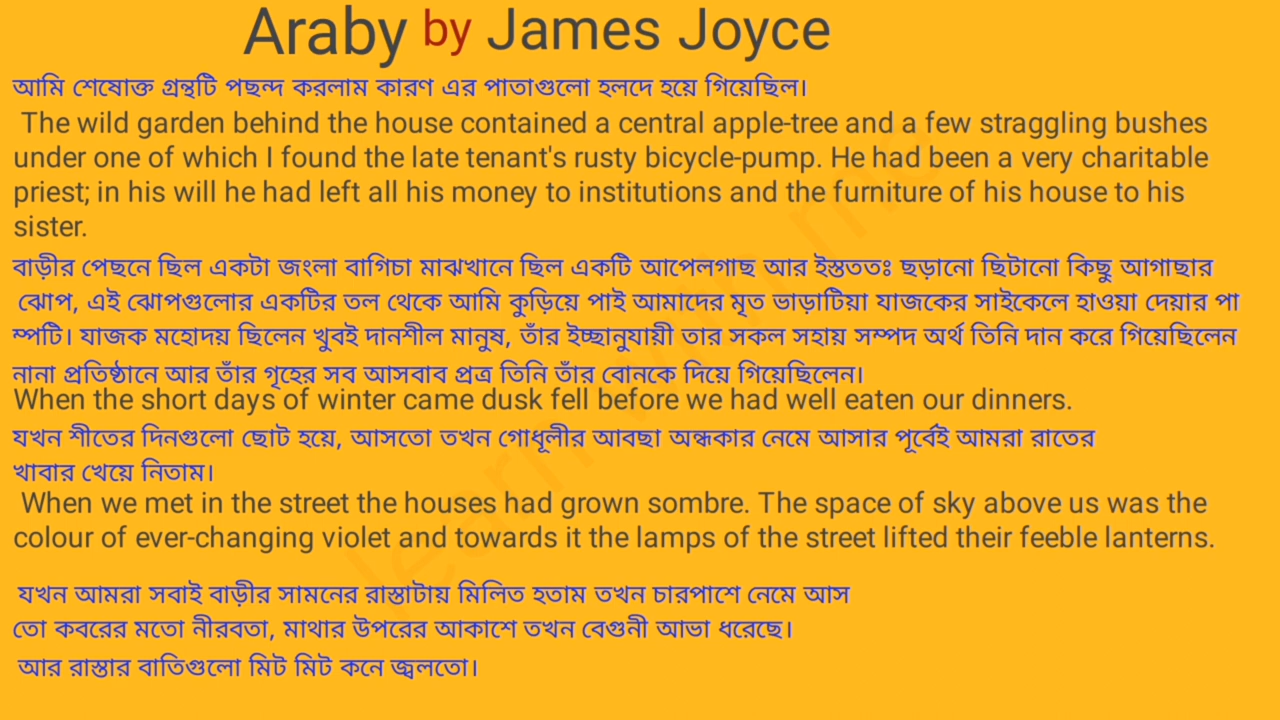 Araby by James Joyce
আমি শেষোক্ত গ্রন্থটি পছন্দ করলাম কারণ এর পাতাগুলো হলদে হয়ে গিয়েছিল।
The wild garden behind the house contained a central apple-tree and a few straggling bushes
under one of which I found the late tenant's rusty bicycle-pump. He had been a very charitable
priest; in his will he had left all his money to institutions and the furniture of his house to his
sister.
বাড়ীর পেছনে ছিল একটা জংলা বাগিচা মাঝখানে ছিল একটি আপেলগাছ আর ইস্ততঃ ছড়ানো ছিটানো কিছু আগাছার
ঝোপ, এই ঝোপগুলোর একটির তল থেকে আমি কুড়িয়ে পাই আমাদের মৃত ভাড়াটিয়া যাজকের সাইকেলে হাওয়া দেয়ার পা
ম্পটি। যাজক মহোদয় ছিলেন খুবই দানশীল মানুষ, তাঁর ইচ্ছানুযায়ী তার সকল সহায় সম্পদ অর্থ তিনি দান করে গিয়েছিলেন
নানা প্রতিষ্ঠানে আর তাঁর গৃহের সব আসবাব প্রত্র তিনি তাঁর বোনকে দিয়ে গিয়েছিলেন।
When the short days of winter came dusk fell before we had well eaten our dinners.
যখন শীতের দিনগুলো ছোট হয়ে, আসতো তখন গোধূলীর আবছা অন্ধকার নেমে আসার পূর্বেই আমরা রাতের
খাবার খেয়ে নিতাম।
When we met in the street the houses had grown sombre. The space of sky above us was the
colour of ever-changing violet and towards it the lamps of the street lifted their feeble lanterns.
যখন আমরা সবাই বাড়ীর সামনের রাস্তাটায় মিলিত হতাম তখন চারপাশে নেমে আস
তো কবরের মতো নীরবতা, মাথার উপরের আকাশে তখন বেগুনী আভা ধরেছে।
আর রাস্তার বাতিগুলো মিট মিট কনে জ্বলতো।
learn with me